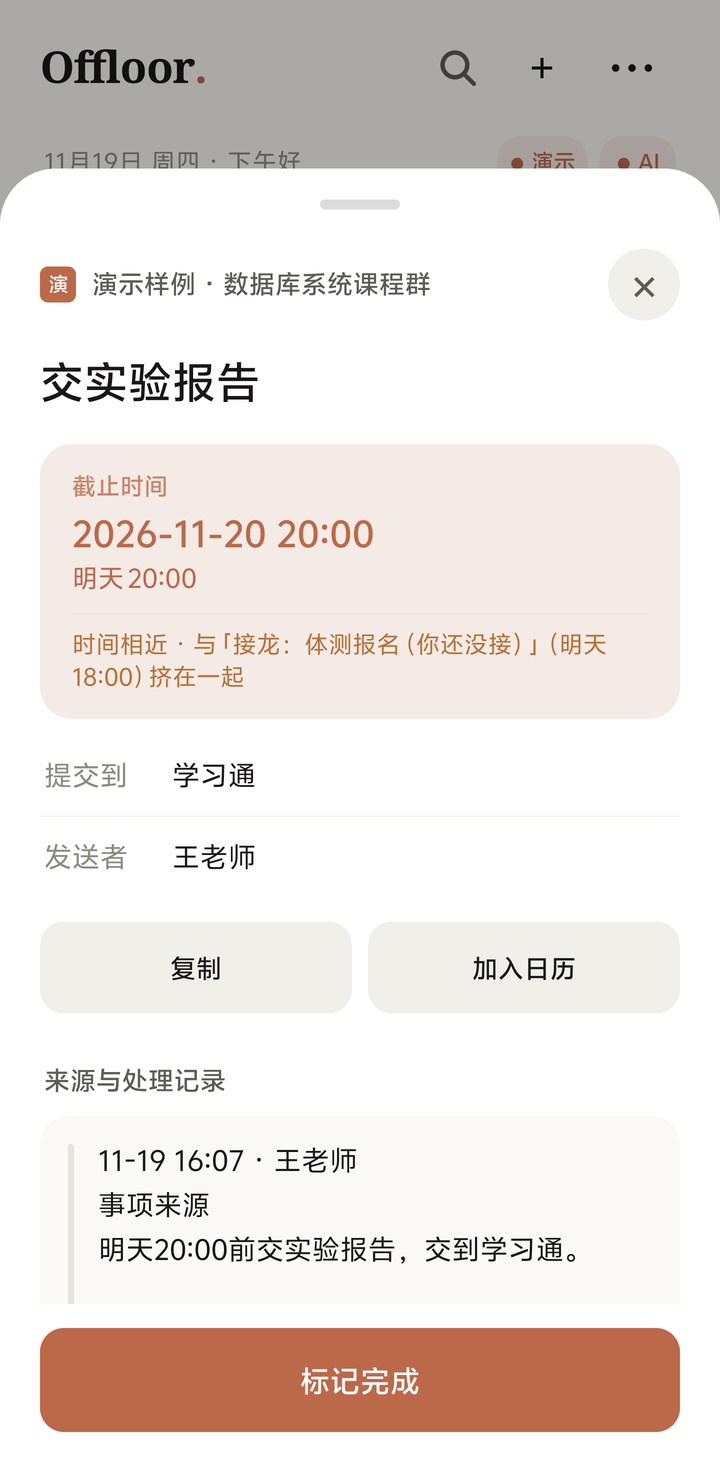 Offloor.
11月19日 周四 · 下午好
演示
AI
演 演示样例 · 数据库系统课程群
交实验报告
截止时间
2026-11-20 20:00
明天 20:00
时间相近 · 与「接龙：体测报名（你还没接）」（明天
18:00）挤在一起
提交到 学习通
发送者 王老师
复制
加入日历
来源与处理记录
11-19 16:07 · 王老师
事项来源
明天20:00前交实验报告，交到学习通。
标记完成